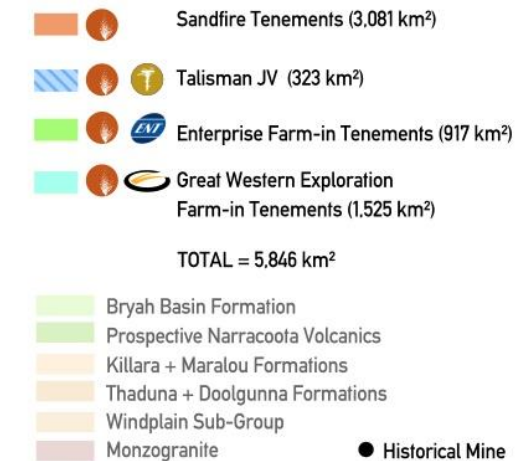 Sandfire Tenements (3,081 km²)
Talisman JV (323 km²)
ENT
Enterprise Farm-in Tenements (917 km²)
Great Western Exploration
Farm-in Tenements (1,525 km²)
TOTAL = 5,846 km²
Bryah Basin Formation
Prospective Narracoota Volcanics
Killara + Maralou Formations
Thaduna + Doolgunna Formations
Windplain Sub-Group
Monzogranite
Historical Mine